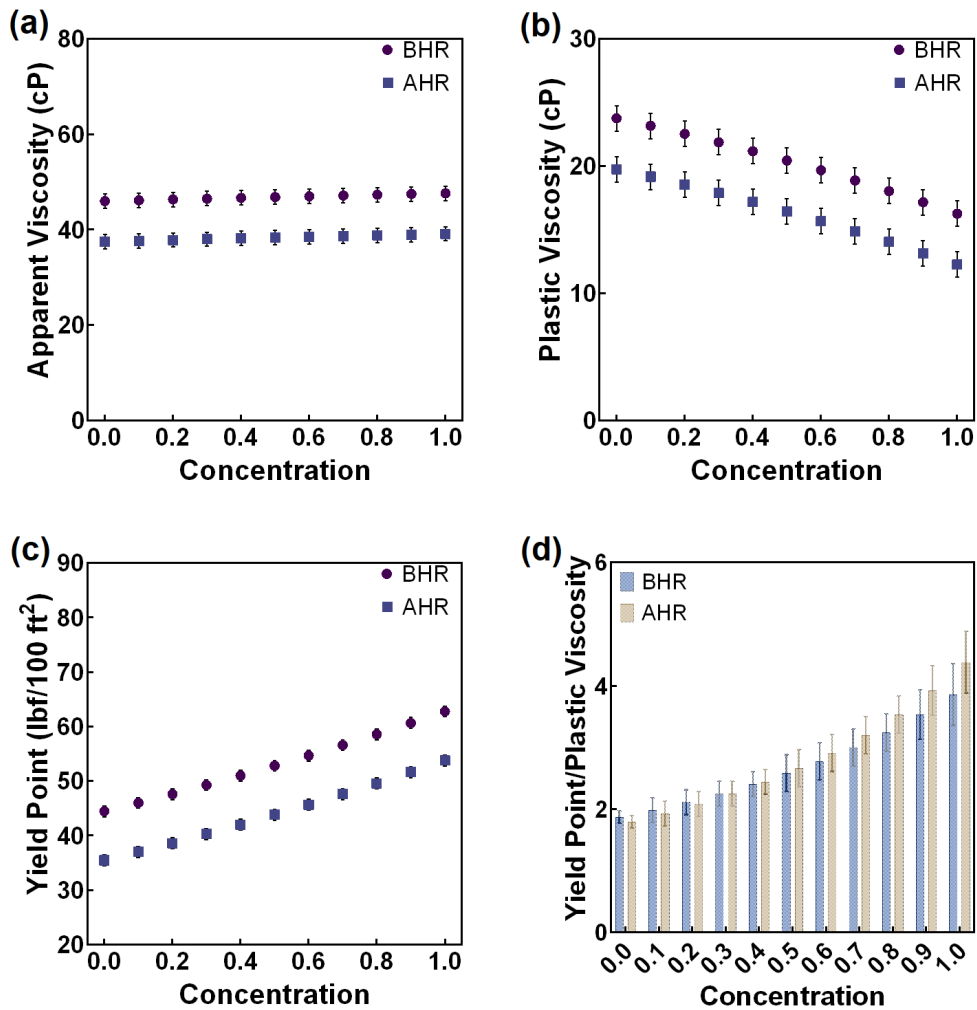 (a)
80
60
40
20
0
Apparent Viscosity (cP)
BHR
AHR
0.0 0.2 0.4 0.6 0.8 1.0
Concentration
(b)
30
20
10
0
Plastic Viscosity (cP)
BHR
AHR
0.0 0.2 0.4 0.6 0.8 1.0
Concentration
(c)
90
80
70
60
50
40
30
20
Yield Point (lbf/100 ft²)
BHR
AHR
0.0 0.2 0.4 0.6 0.8 1.0
Concentration
(d)
6
4
2
0
Yield Point/Plastic Viscosity
BHR
AHR
0.0 0.1 0.2 0.3 0.4 0.5 0.6 0.7 0.8 0.9 1.0
Concentration